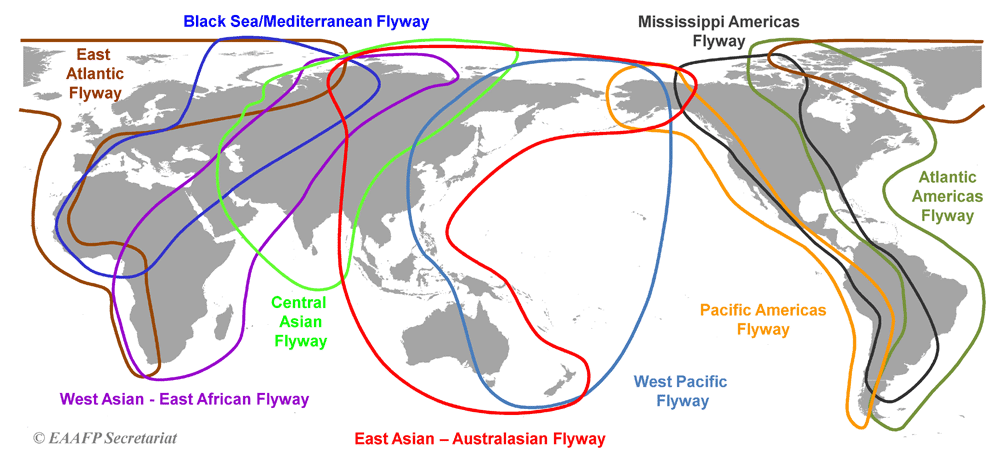 Black Sea/Mediterranean Flyway
Mississippi Americas
Flyway
East
Atlantic
Flyway
Atlantic
Americas
Flyway
Central
Asian
Flyway
Pacific Americas
Flyway
West Asian - East African Flyway
West Pacific
Flyway
East Asian – Australasian Flyway
© EAAFP Secretariat